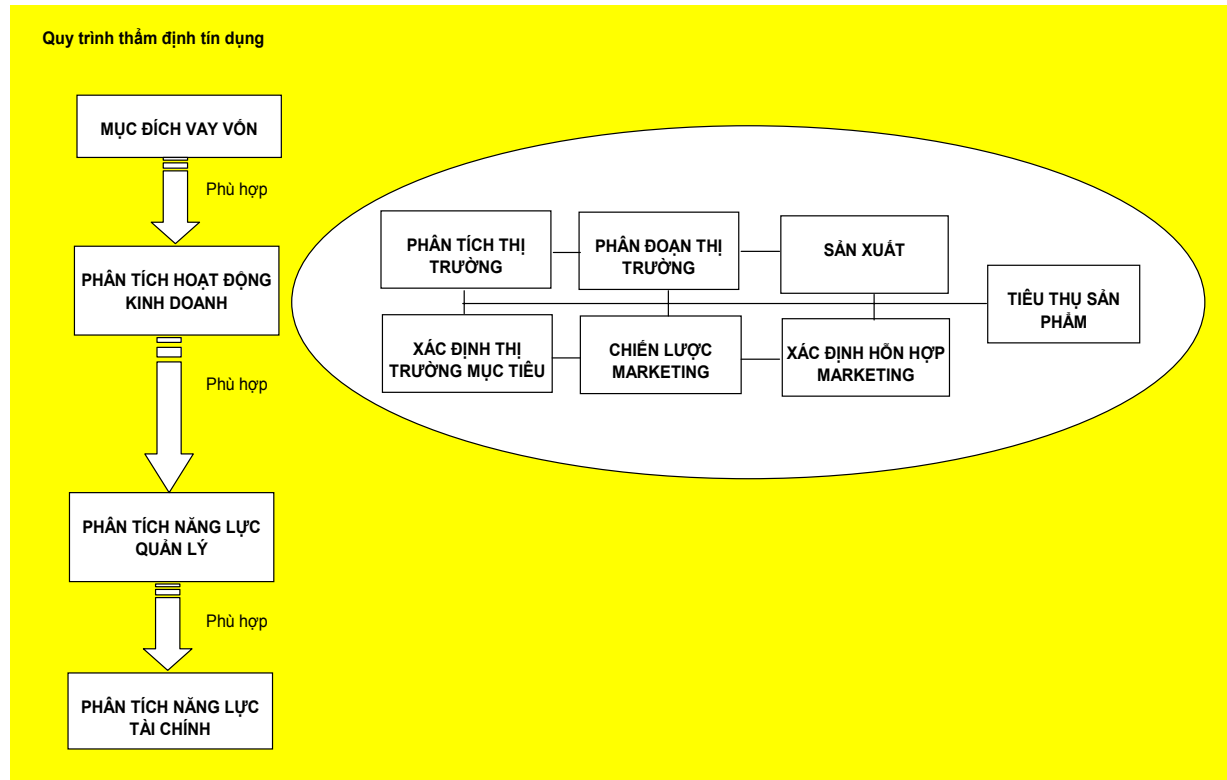 Quy trình thẩm định tín dụng
MỤC ĐÍCH VAY VỐN
Phù hợp
PHÂN TÍCH HOẠT ĐỘNG
KINH DOANH
Phù hợp
PHÂN TÍCH NĂNG LỰC
QUẢN LÝ
Phù hợp
PHÂN TÍCH NĂNG LỰC
TÀI CHÍNH
PHÂN TÍCH THỊ
TRƯỜNG
PHÂN ĐOẠN THỊ
TRƯỜNG
SẢN XUẤT
TIÊU THỤ SẢN
PHẨM
XÁC ĐỊNH THỊ
TRƯỜNG MỤC TIÊU
CHIẾN LƯỢC
MARKETING
XÁC ĐỊNH HỖN HỢP
MARKETING